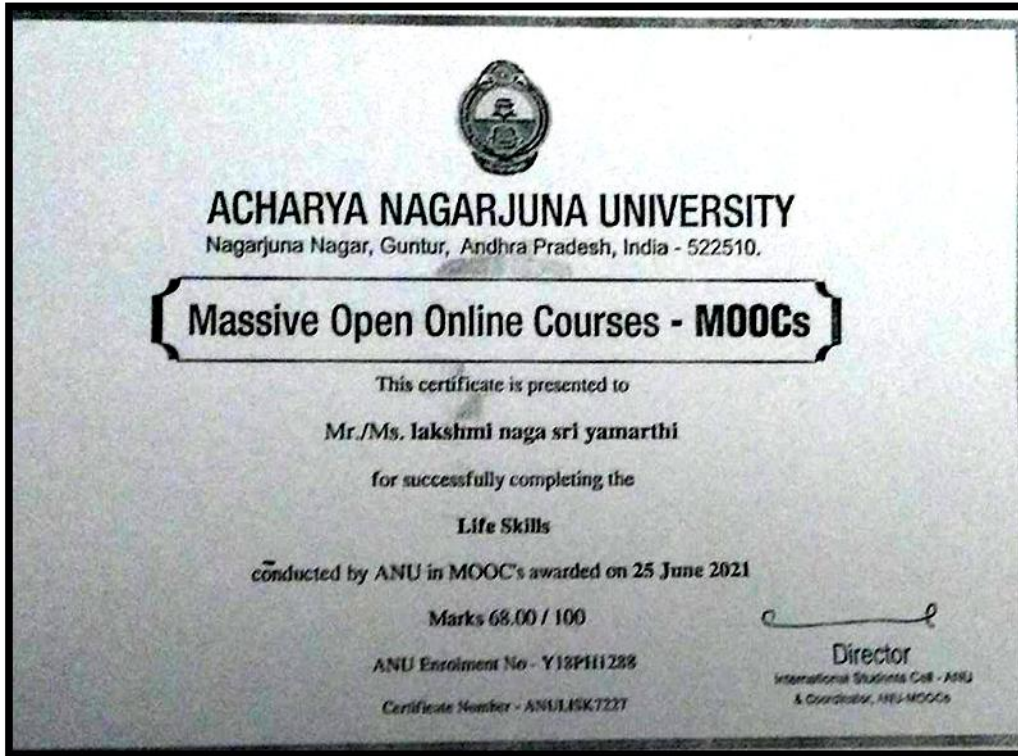 ACHARYA NAGARJUNA UNIVERSITY
Nagarjuna Nagar, Guntur, Andhra Pradesh, India - 522510.
Massive Open Online Courses - MOOCs
This certificate is presented to
Mr./Ms. lakshmi naga sri yamarthi
for successfully completing the
Life Skills
conducted by ANU in MOOC's awarded on 25 June 2021
Marks 68.00 / 100
ANU Enrolment No - Y18PH1288
Certificate Number - ANULISK7227
Director
International Students Cell - ANU
& Coordinator, ANU-MOOCs